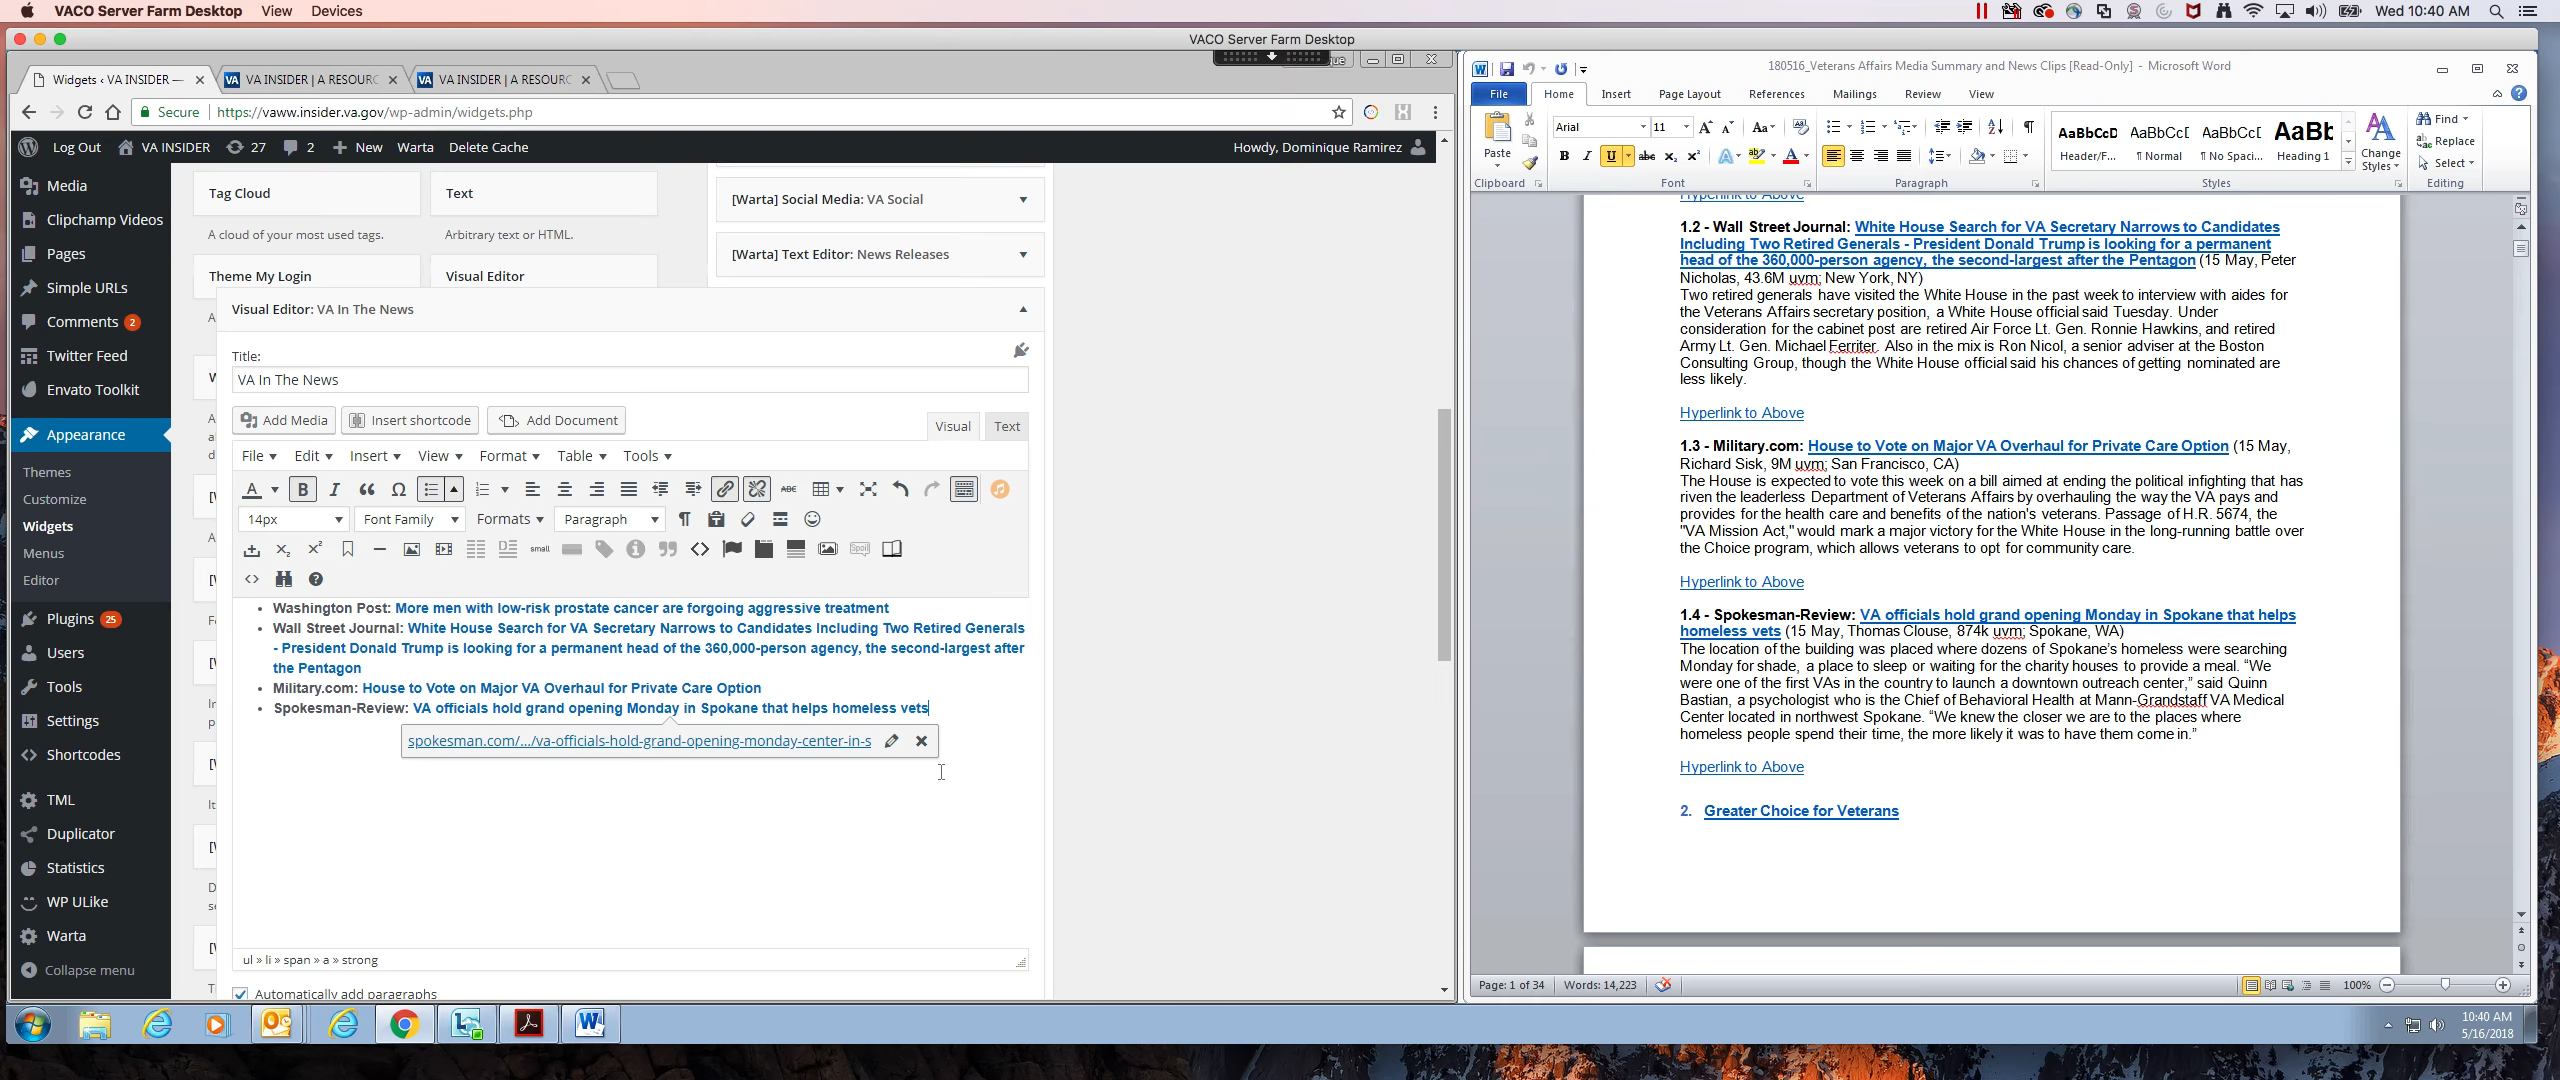 VACO Server Farm Desktop View Devices
Wed 10:40 AM
VACO Server Farm Desktop
Widgets ‹ VA INSIDER —
VA INSIDER | A RESOURC
VA INSIDER | A RESOURC
Secure https://vaww.insider.va.gov/wp-admin/widgets.php
Log Out VA INSIDER 27 2 New Warta Delete Cache
Howdy, Dominique Ramirez
Media
Clipchamp Videos
Pages
Simple URLs
Comments 2
Twitter Feed
Envato Toolkit
Appearance
Themes
Customize
Widgets
Menus
Editor
Plugins 25
Users
Tools
Settings
Shortcodes
TML
Duplicator
Statistics
WP ULike
Warta
Collapse menu
Tag Cloud
A cloud of your most used tags.
Text
Arbitrary text or HTML.
Theme My Login
Visual Editor
[Warta] Social Media: VA Social
[Warta] Text Editor: News Releases
Visual Editor: VA In The News
Title:
VA In The News
Add Media Insert shortcode Add Document
Visual Text
File Edit Insert View Format Table Tools
14px Font Family Formats Paragraph
• Washington Post: More men with low-risk prostate cancer are forgoing aggressive treatment
• Wall Street Journal: White House Search for VA Secretary Narrows to Candidates Including Two Retired Generals
- President Donald Trump is looking for a permanent head of the 360,000-person agency, the second-largest after
the Pentagon
• Military.com: House to Vote on Major VA Overhaul for Private Care Option
• Spokesman-Review: VA officials hold grand opening Monday in Spokane that helps homeless vets
spokesman.com/.../va-officials-hold-grand-opening-monday-center-in-s
ul » li » span » a » strong
Automatically add paragraphs
180516_Veterans Affairs Media Summary and News Clips [Read-Only] - Microsoft Word
File Home Insert Page Layout References Mailings Review View
Paste
Arial 11
AaBbCcD AaBbCcI AaBbCcI AaBb
Header/F... ¶ Normal ¶ No Spaci... Heading 1
Change
Styles
Find
Replace
Select
Clipboard Font Paragraph Styles Editing
Hyperlink to Above
1.2 - Wall Street Journal: White House Search for VA Secretary Narrows to Candidates
Including Two Retired Generals - President Donald Trump is looking for a permanent
head of the 360,000-person agency, the second-largest after the Pentagon (15 May, Peter
Nicholas, 43.6M uvm; New York, NY)
Two retired generals have visited the White House in the past week to interview with aides for
the Veterans Affairs secretary position, a White House official said Tuesday. Under
consideration for the cabinet post are retired Air Force Lt. Gen. Ronnie Hawkins, and retired
Army Lt. Gen. Michael Ferriter. Also in the mix is Ron Nicol, a senior adviser at the Boston
Consulting Group, though the White House official said his chances of getting nominated are
less likely.
Hyperlink to Above
1.3 - Military.com: House to Vote on Major VA Overhaul for Private Care Option (15 May,
Richard Sisk, 9M uvm; San Francisco, CA)
The House is expected to vote this week on a bill aimed at ending the political infighting that has
riven the leaderless Department of Veterans Affairs by overhauling the way the VA pays and
provides for the health care and benefits of the nation's veterans. Passage of H.R. 5674, the
"VA Mission Act," would mark a major victory for the White House in the long-running battle over
the Choice program, which allows veterans to opt for community care.
Hyperlink to Above
1.4 - Spokesman-Review: VA officials hold grand opening Monday in Spokane that helps
homeless vets (15 May, Thomas Clouse, 874k uvm; Spokane, WA)
The location of the building was placed where dozens of Spokane's homeless were searching
Monday for shade, a place to sleep or waiting for the charity houses to provide a meal. “We
were one of the first VAs in the country to launch a downtown outreach center,” said Quinn
Bastian, a psychologist who is the Chief of Behavioral Health at Mann-Grandstaff VA Medical
Center located in northwest Spokane. “We knew the closer we are to the places where
homeless people spend their time, the more likely it was to have them come in.”
Hyperlink to Above
2. Greater Choice for Veterans
Page: 1 of 34 Words: 14,223
100%
10:40 AM
5/16/2018